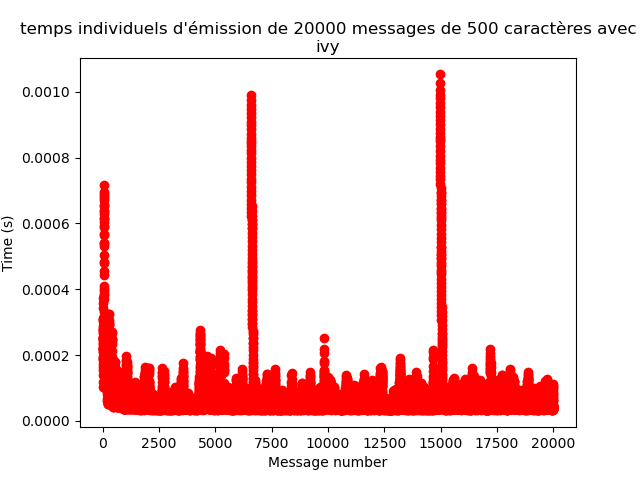 temps individuels d'émission de 20000 messages de 500 caractères avec
ivy
0.0010
0.0008
0.0006
0.0004
0.0002
0.0000
Time (s)
0 2500 5000 7500 10000 12500 15000 17500 20000
Message number